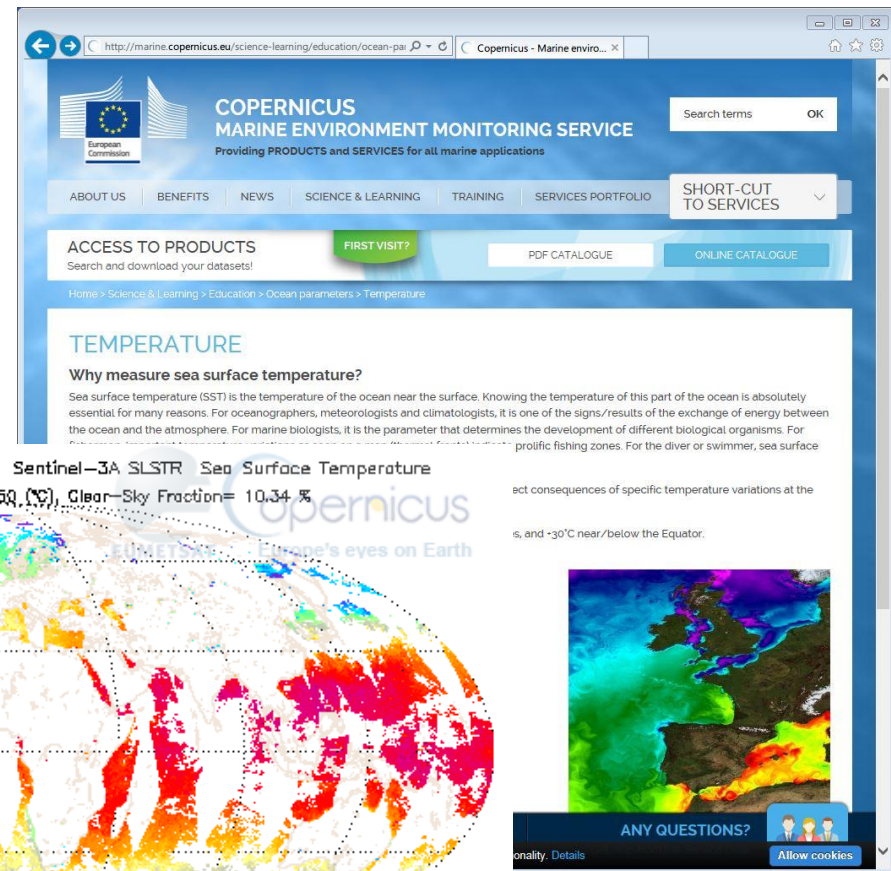 http://marine.copernicus.eu/science-learning/education/ocean-pa
Copernicus - Marine enviro...
European
Commission
COPERNICUS
MARINE ENVIRONMENT MONITORING SERVICE
Providing PRODUCTS and SERVICES for all marine applications
Search terms OK
ABOUT US BENEFITS NEWS SCIENCE & LEARNING TRAINING SERVICES PORTFOLIO
SHORT-CUT
TO SERVICES
ACCESS TO PRODUCTS
Search and download your datasets!
FIRST VISIT?
PDF CATALOGUE
ONLINE CATALOGUE
Home > Science & Learning > Education > Ocean parameters > Temperature
TEMPERATURE
Why measure sea surface temperature?
Sea surface temperature (SST) is the temperature of the ocean near the surface. Knowing the temperature of this part of the ocean is absolutely
essential for many reasons. For oceanographers, meteorologists and climatologists, it is one of the signs/results of the exchange of energy between
the ocean and the atmosphere. For marine biologists, it is the parameter that determines the development of different biological organisms. For
prolific fishing zones. For the diver or swimmer, sea surface
ect consequences of specific temperature variations at the
s, and +30°C near/below the Equator.
Sentinel-3A SLSTR Sea Surface Temperature
(°C), Clear-Sky Fraction= 10.34 %
copernicus
EUMETSAT Europe's eyes on Earth
ANY QUESTIONS?
onality. Details
Allow cookies